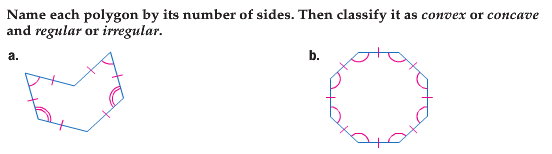 Name each polygon by its number of sides. Then classify it as convex or concave
and regular or irregular.
a.
b.